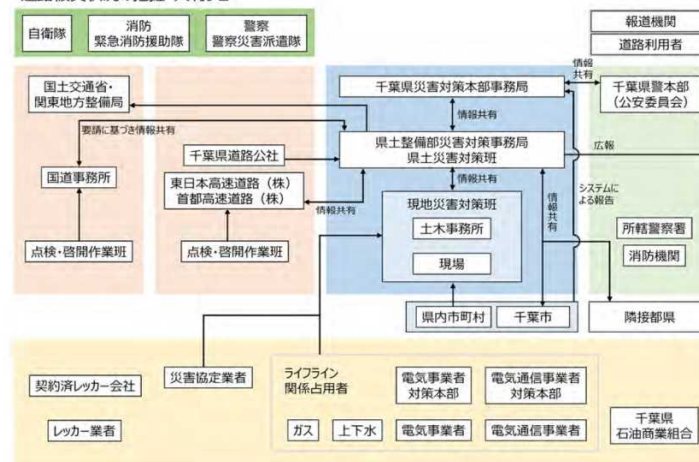 自衛隊
消防
緊急消防援助隊
警察
警察災害派遣隊
報道機関
道路利用者
国土交通省・
関東地方整備局
千葉県災害対策本部事務局
情報
共有
千葉県警本部
(公安委員会)
要請に基づき情報共有
情報共有
千葉県道路公社
県土整備部災害対策事務局
県土災害対策班
広報
国道事務所
東日本高速道路(株)
首都高速道路(株)
情報共有
情報共有
現地災害対策班
情報共有
システムに
よる報告
土木事務所
所轄警察署
点検・啓開作業班
点検・啓開作業班
現場
消防機関
県内市町村
千葉市
隣接都県
契約済レッカー会社
災害協定業者
ライフライン
関係占用者
電気事業者
対策本部
電気通信事業者
対策本部
レッカー業者
ガス
上下水
電気事業者
電気通信事業者
千葉県
石油商業組合